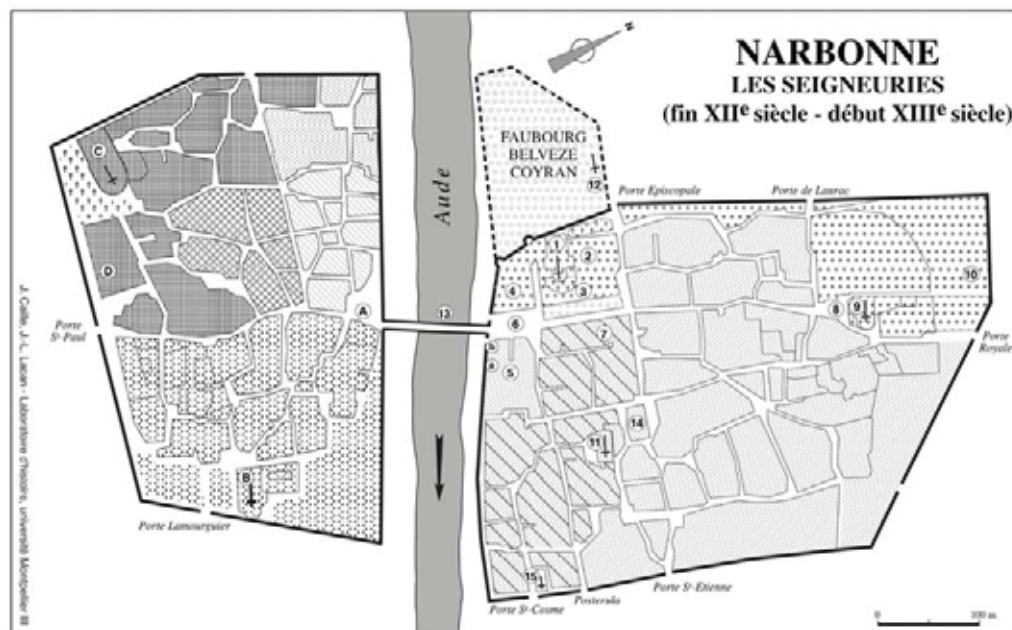 NARBONNE
LES SEIGNEURIES
(fin XIIe siècle - début XIIIe siècle)
N
FAUBOURG
BELVEZE
COYRAN
12
Porte Episcopale
Porte de Laurac
Aude
C
D
A
B
Porte
St-Paul
Porte Lamourguier
13
1
2
3
4
6
7
5
8
9
10
Porte
Royale
11
14
15
Porte St-Cosme
Posterula
Porte St-Etienne
0 100 m
J. Caille, J.-L. Lacan - Laboratoire d'histoire, université Montpellier III